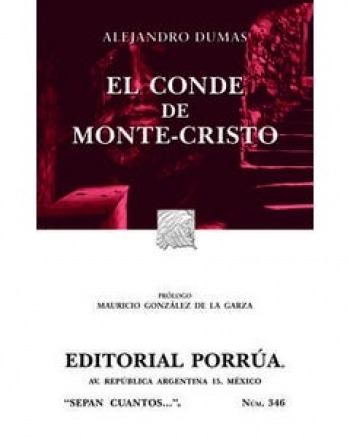 ALEJANDRO DUMAS
EL CONDE
DE
MONTE-CRISTO
PRÓLOGO
MAURICIO GONZÁLEZ DE LA GARZA
EDITORIAL PORRÚA
AV. REPÚBLICA ARGENTINA 15. MÉXICO
"SEPAN CUANTOS...", NÚM. 346